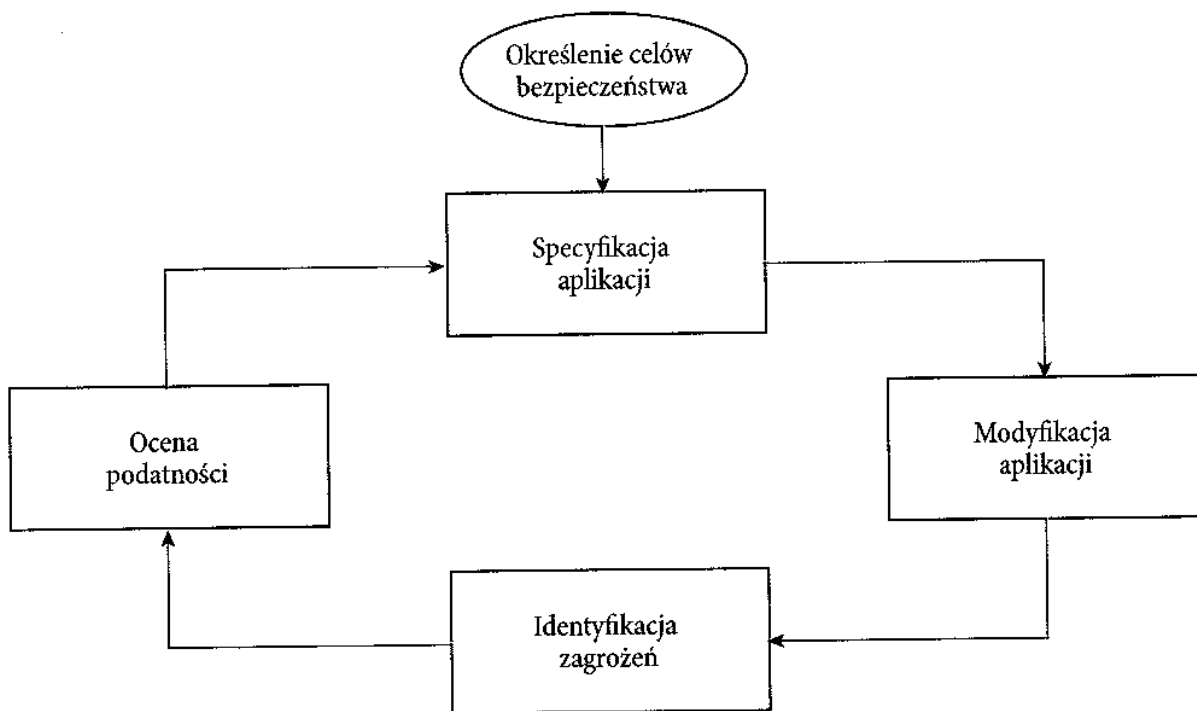 Określenie celów
bezpieczeństwa
Specyfikacja
aplikacji
Modyfikacja
aplikacji
Identyfikacja
zagrożeń
Ocena
podatności